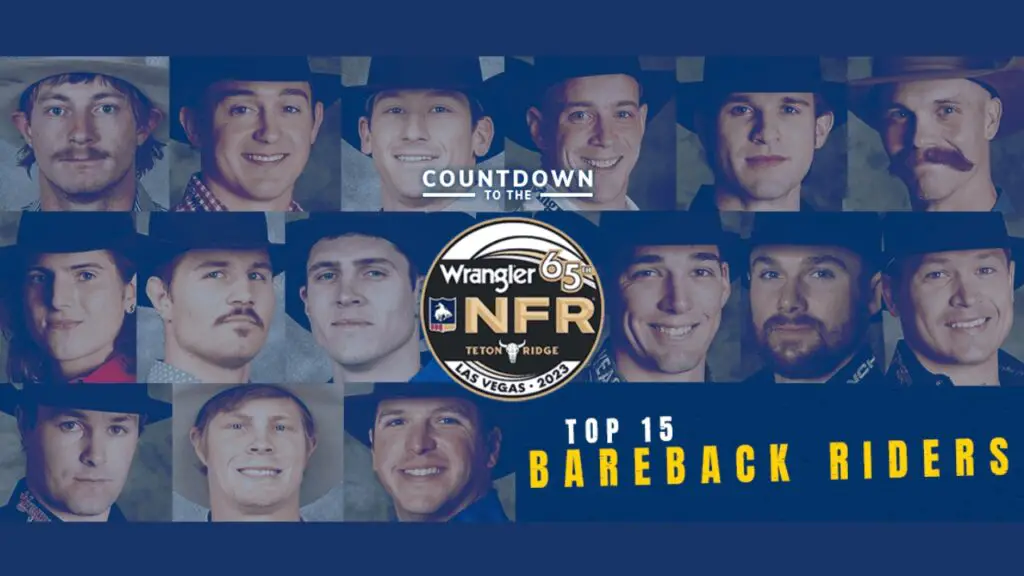 COUNTDOWN
TO THE
Wrangler 65TH
NFR
TETON RIDGE
LAS VEGAS · 2023
TOP 15
BAREBACK RIDERS